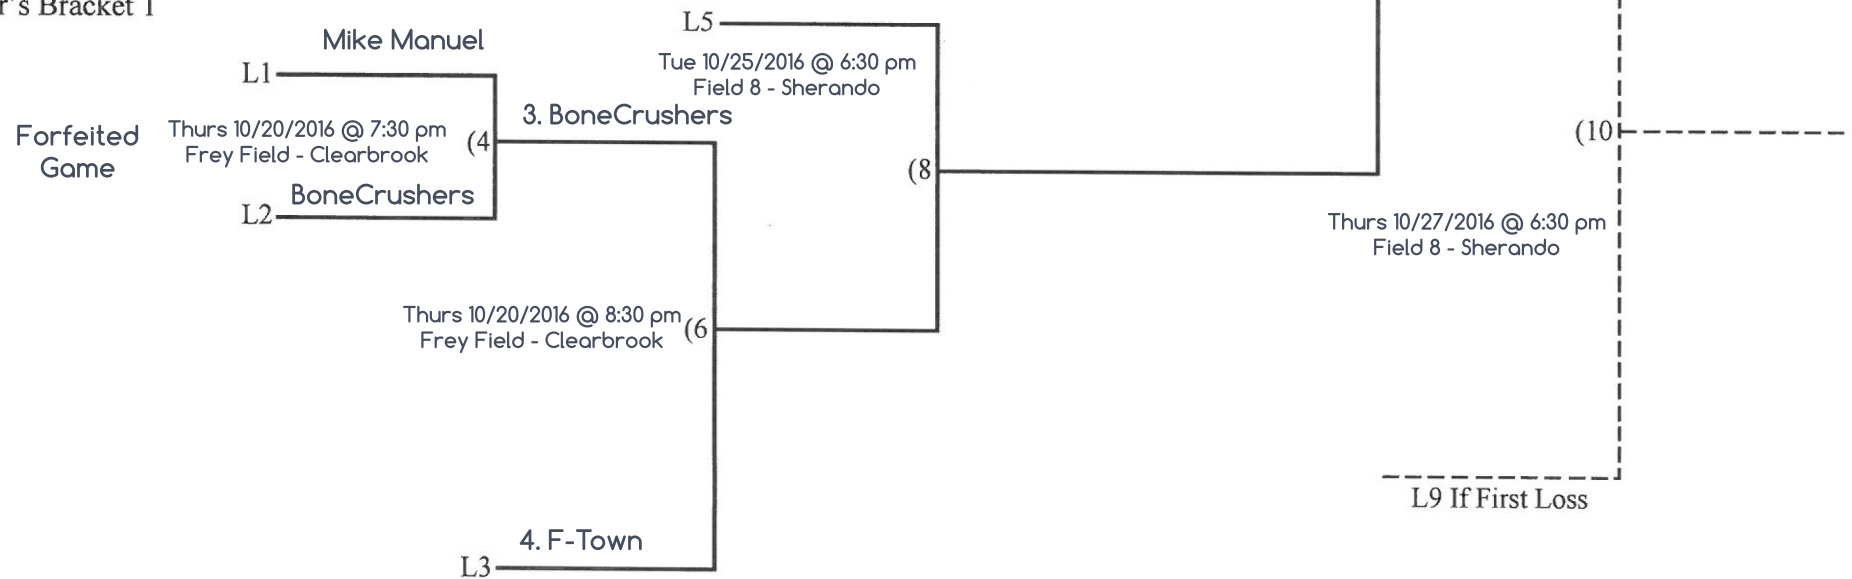 r's Bracket 1
L5
Mike Manuel
L1
Tue 10/25/2016 @ 6:30 pm
Field 8 - Sherando
3. BoneCrushers
Forfeited
Game
Thurs 10/20/2016 @ 7:30 pm
Frey Field - Clearbrook
(4
(10
(8
BoneCrushers
L2
Thurs 10/27/2016 @ 6:30 pm
Field 8 - Sherando
Thurs 10/20/2016 @ 8:30 pm
Frey Field - Clearbrook
(6
L9 If First Loss
4. F-Town
L3